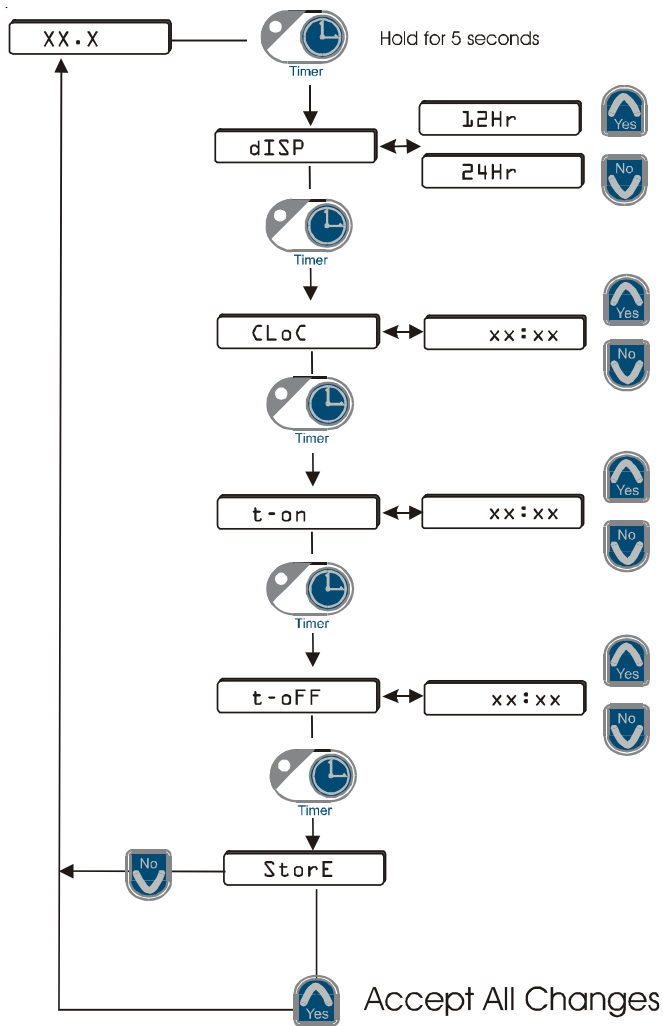 XX.X
Hold for 5 seconds
Timer
12Hr
Yes
dISP
24Hr
No
Timer
CLoC
xx:xx
Yes
No
Timer
t-on
xx:xx
Yes
No
Timer
t-oFF
xx:xx
Yes
No
Timer
No
StorE
Yes
Accept All Changes